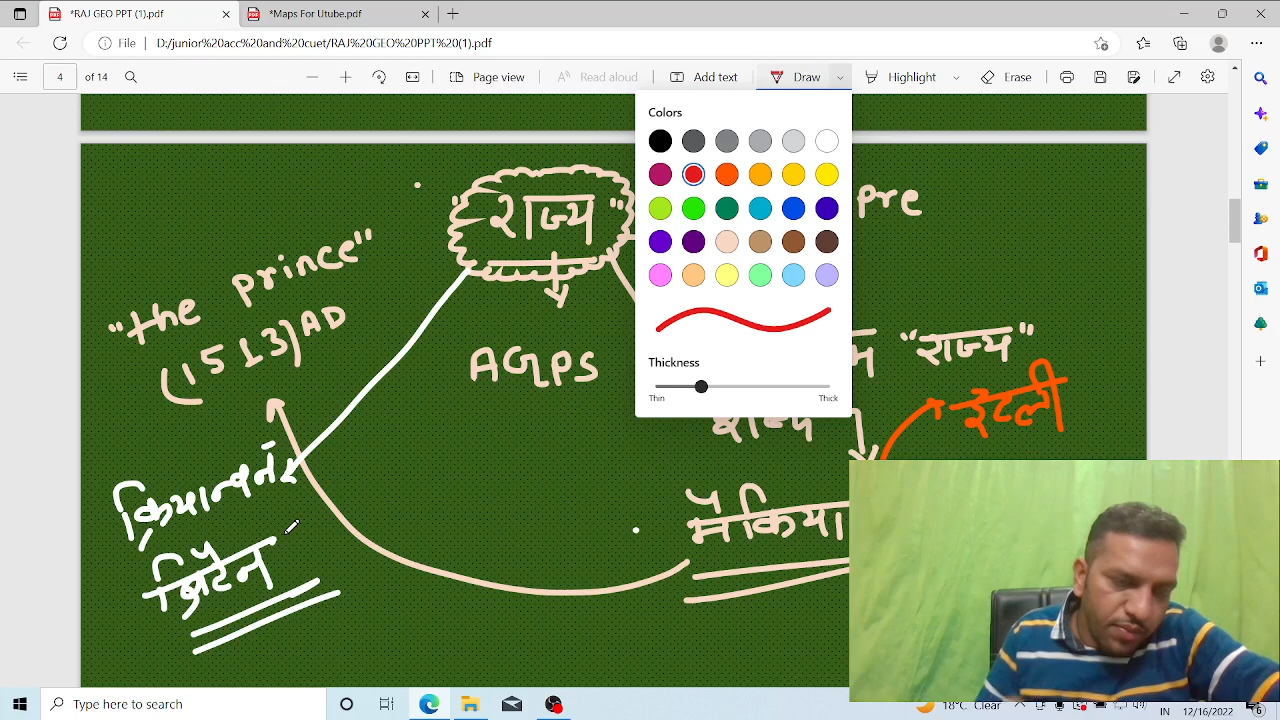 *RAJ GEO PPT (1).pdf
*Maps For Utube.pdf
File
D:/junior%20acc%20and%20cuet/RAJ%20GEO%20PPT%20(1).pdf
4
of 14
Page view
Read aloud
Add text
Draw
Highlight
Erase
Colors
Thickness
Thin
Thick
"राज्य"
pre
"the prince"
(1513)AD
AGPS
"राज्य"
राज्य
इटली
क्रियान्वन
ब्रिटेन
Type here to search
18°C Clear
IN
12/16/2022
6